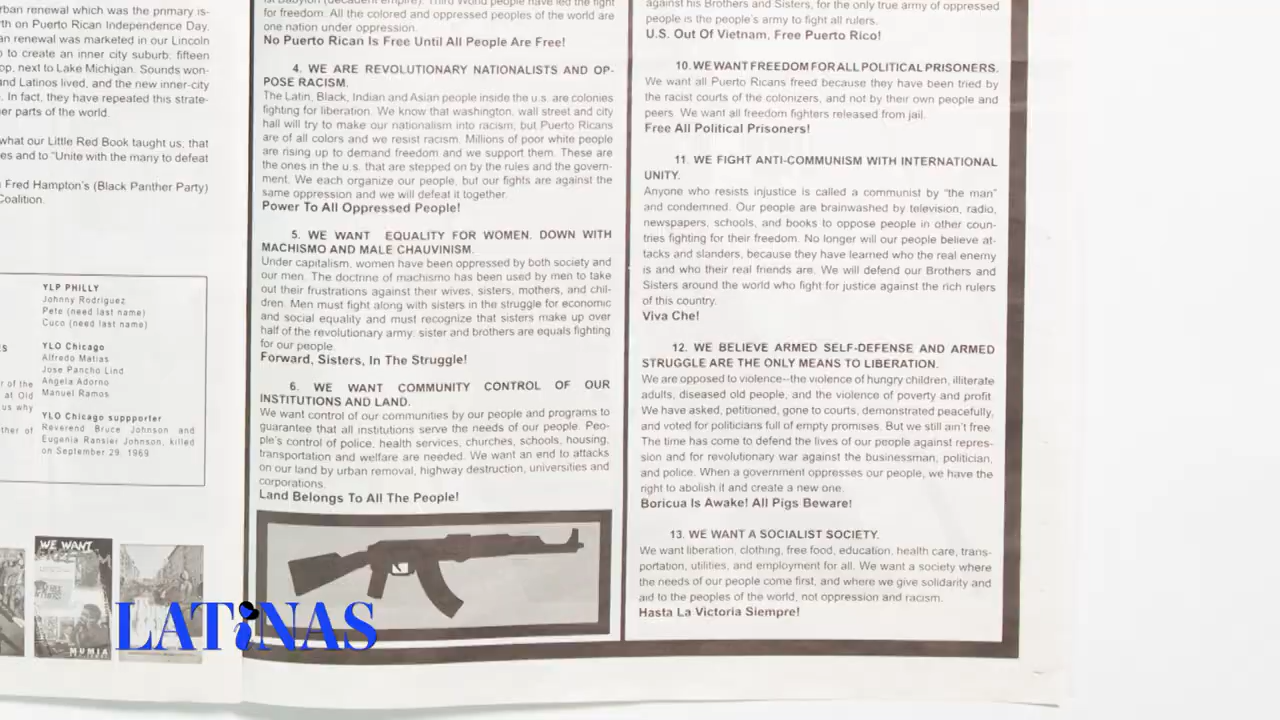 rban renewal which was the primary is-
rth on Puerto Rican Independence Day.
an renewal was marketed in our Lincoln
o to create an inner city suburb: fifteen
op, next to Lake Michigan. Sounds won-
and Latinos lived, and the new inner-city
. In fact, they have repeated this strate-
er parts of the world.
what our Little Red Book taught us; that
es and to "Unite with the many to defeat
Fred Hampton's (Black Panther Party)
Coalition.
YLP PHILLY
Johnny Rodriguez
Pete (need last name)
Cuco (need last name)
YLO Chicago
Alfredo Matias
Jose Pancho Lind
Angela Adorno
Manuel Ramos
YLO Chicago suppporter
Reverend Bruce Johnson and
Eugenia Ransier Johnson, killed
on September 29, 1969
ES
r of the
at Old
us why
ther of
WE WANT
MUMIA
LATiNAS
st Babylon (decadent empire). Third World people have led the fight
for freedom. All the colored and oppressed peoples of the world are
one nation under oppression.
No Puerto Rican Is Free Until All People Are Free!
4. WE ARE REVOLUTIONARY NATIONALISTS AND OP-
POSE RACISM.
The Latin, Black, Indian and Asian people inside the u.s. are colonies
fighting for liberation. We know that washington, wall street and city
hall will try to make our nationalism into racism; but Puerto Ricans
are of all colors and we resist racism. Millions of poor white people
are rising up to demand freedom and we support them. These are
the ones in the u.s. that are stepped on by the rules and the govern-
ment. We each organize our people, but our fights are against the
same oppression and we will defeat it together.
Power To All Oppressed People!
5. WE WANT EQUALITY FOR WOMEN. DOWN WITH
MACHISMO AND MALE CHAUVINISM.
Under capitalism, women have been oppressed by both society and
our men. The doctrine of machismo has been used by men to take
out their frustrations against their wives, sisters, mothers, and chil-
dren. Men must fight along with sisters in the struggle for economic
and social equality and must recognize that sisters make up over
half of the revolutionary army: sister and brothers are equals fighting
for our people.
Forward, Sisters, In The Struggle!
6. WE WANT COMMUNITY CONTROL OF OUR
INSTITUTIONS AND LAND.
We want control of our communities by our people and programs to
guarantee that all institutions serve the needs of our people. Peo-
ple's control of police, health services, churches, schools, housing,
transportation and welfare are needed. We want an end to attacks
on our land by urban removal, highway destruction, universities and
corporations.
Land Belongs To All The People!
against his Brothers and Sisters, for the only true army of oppressed
people is the people's army to fight all rulers.
U.S. Out Of Vietnam, Free Puerto Rico!
10. WE WANT FREEDOM FOR ALL POLITICAL PRISONERS.
We want all Puerto Ricans freed because they have been tried by
the racist courts of the colonizers, and not by their own people and
peers. We want all freedom fighters released from jail.
Free All Political Prisoners!
11. WE FIGHT ANTI-COMMUNISM WITH INTERNATIONAL
UNITY.
Anyone who resists injustice is called a communist by "the man"
and condemned. Our people are brainwashed by television, radio,
newspapers, schools, and books to oppose people in other coun-
tries fighting for their freedom. No longer will our people believe at-
tacks and slanders, because they have learned who the real enemy
is and who their real friends are. We will defend our Brothers and
Sisters around the world who fight for justice against the rich rulers
of this country.
Viva Che!
12. WE BELIEVE ARMED SELF-DEFENSE AND ARMED
STRUGGLE ARE THE ONLY MEANS TO LIBERATION.
We are opposed to violence--the violence of hungry children, illiterate
adults, diseased old people, and the violence of poverty and profit.
We have asked, petitioned, gone to courts, demonstrated peacefully,
and voted for politicians full of empty promises. But we still ain't free.
The time has come to defend the lives of our people against repres-
sion and for revolutionary war against the businessman, politician,
and police. When a government oppresses our people, we have the
right to abolish it and create a new one.
Boricua Is Awake! All Pigs Beware!
13. WE WANT A SOCIALIST SOCIETY.
We want liberation, clothing, free food, education, health care, trans-
portation, utilities, and employment for all. We want a society where
the needs of our people come first, and where we give solidarity and
aid to the peoples of the world, not oppression and racism.
Hasta La Victoria Siempre!